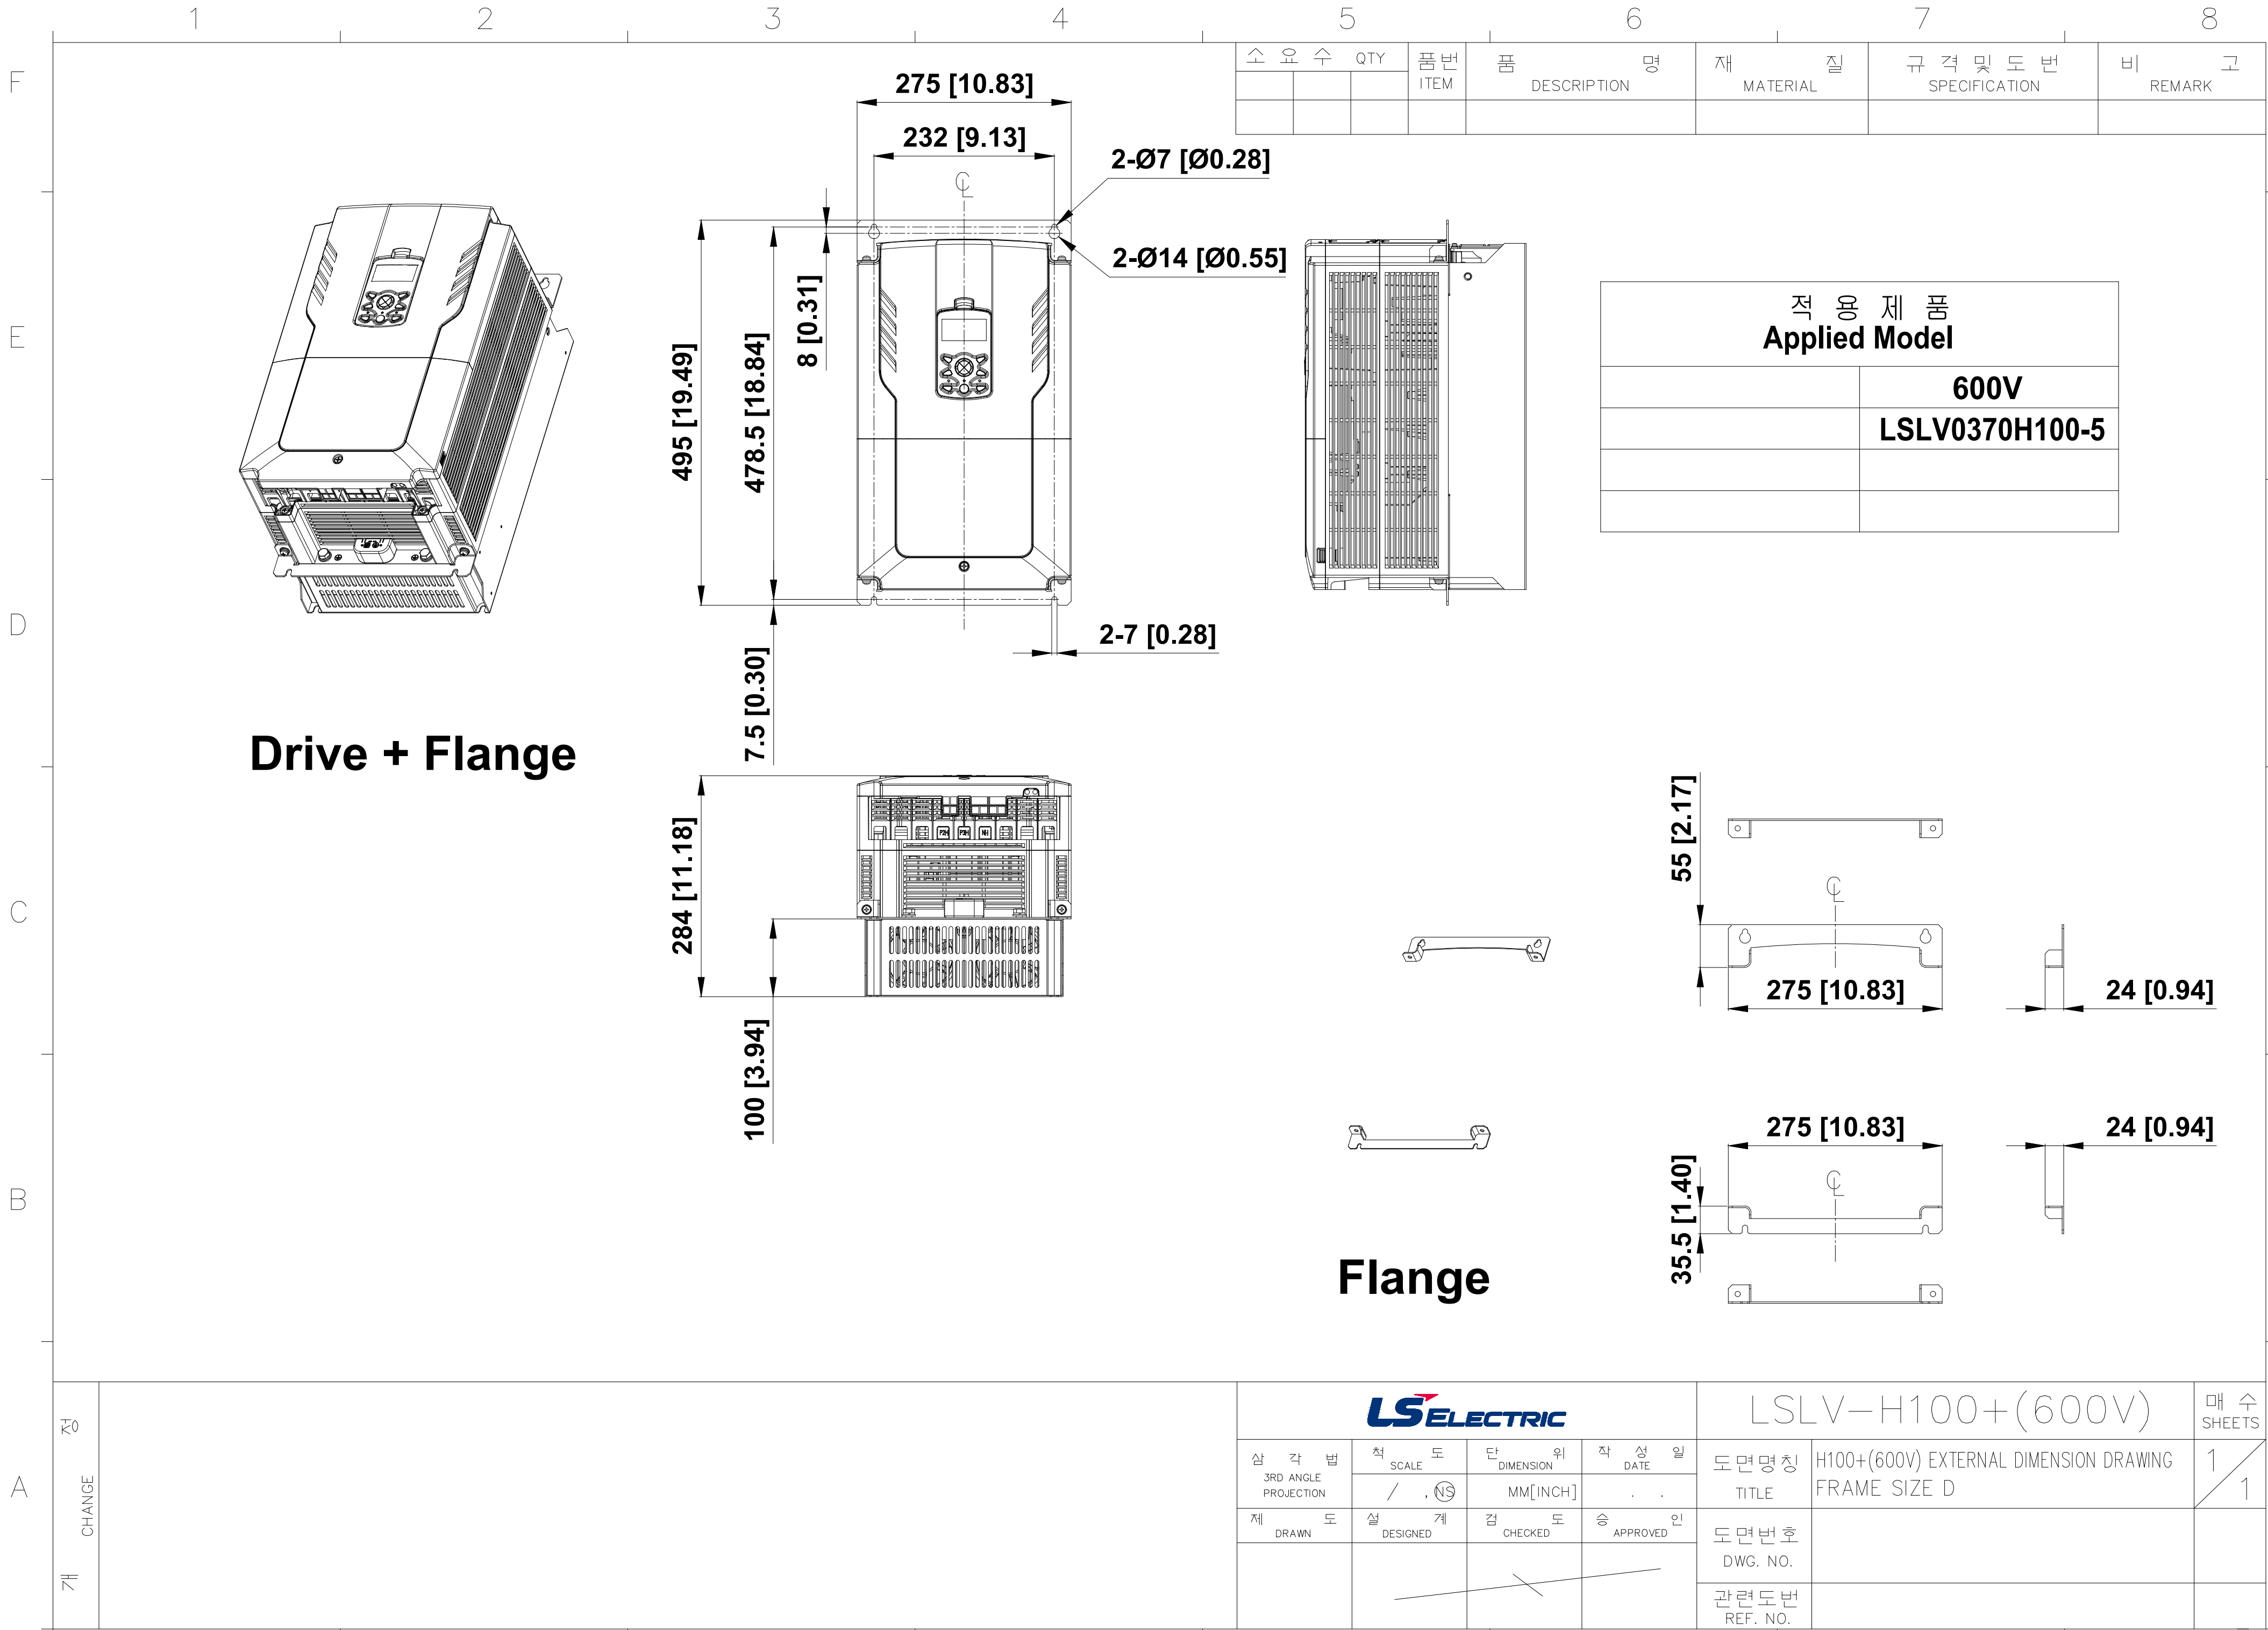 1 2 3 4 5 6 7 8
F
E
D
C
B
A
소 요 수 QTY
품번
ITEM
품 명
DESCRIPTION
재 질
MATERIAL
규 격 및 도 번
SPECIFICATION
비 고
REMARK
275 [10.83]
232 [9.13]
2-Ø7 [Ø0.28]
2-Ø14 [Ø0.55]
8 [0.31]
495 [19.49]
478.5 [18.84]
2-7 [0.28]
7.5 [0.30]
적 용 제 품
Applied Model
600V
LSLV0370H100-5
Drive + Flange
284 [11.18]
100 [3.94]
P2H P3H NH
55 [2.17]
275 [10.83]
24 [0.94]
275 [10.83]
24 [0.94]
35.5 [1.40]
Flange
개 정
CHANGE
LS ELECTRIC
삼 각 법
3RD ANGLE
PROJECTION
척 도
SCALE
/ , NS
단 위
DIMENSION
MM[INCH]
작 성 일
DATE
. .
제 도
DRAWN
설 계
DESIGNED
검 도
CHECKED
승 인
APPROVED
LSLV-H100+(600V)
매 수
SHEETS
도면명칭
TITLE
H100+(600V) EXTERNAL DIMENSION DRAWING
FRAME SIZE D
1/1
도면번호
DWG. NO.
관련도번
REF. NO.